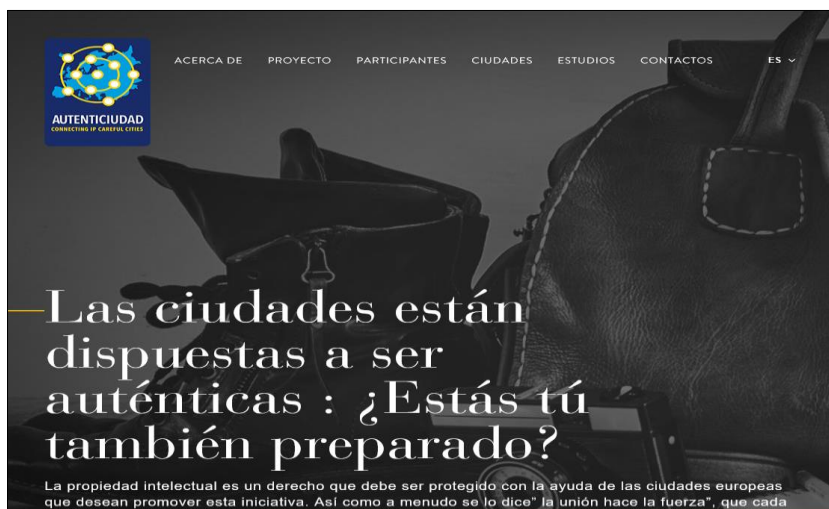 ACERCA DE PROYECTO PARTICIPANTES CIUDADES ESTUDIOS CONTACTOS ES
AUTENTICIUDAD
CONNECTING IP CAREFUL CITIES
Las ciudades están
dispuestas a ser
auténticas : ¿Estás tú
también preparado?
La propiedad intelectual es un derecho que debe ser protegido con la ayuda de las ciudades europeas
que desean promover esta iniciativa. Así como a menudo se lo dice" la unión hace la fuerza", que cada